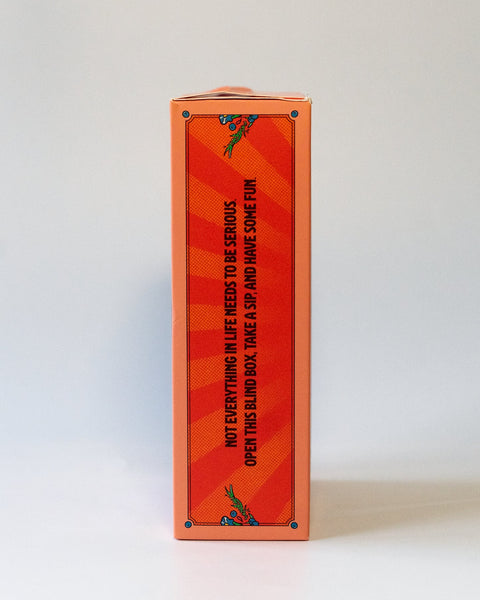 NOT EVERYTHING IN LIFE NEEDS TO BE SERIOUS.
OPEN THIS BLIND BOX, TAKE A SIP, AND HAVE SOME FUN.